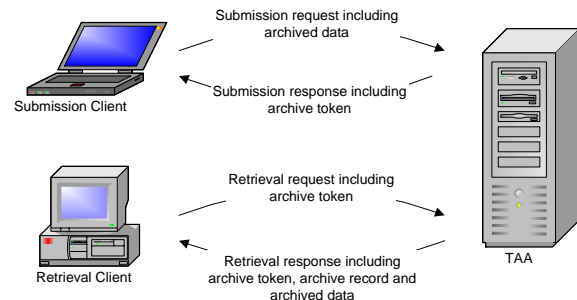 Submission request including
archived data
Submission response including
archive token
Submission Client
Retrieval request including
archive token
Retrieval response including
archive token, archive record and
archived data
Retrieval Client
TAA